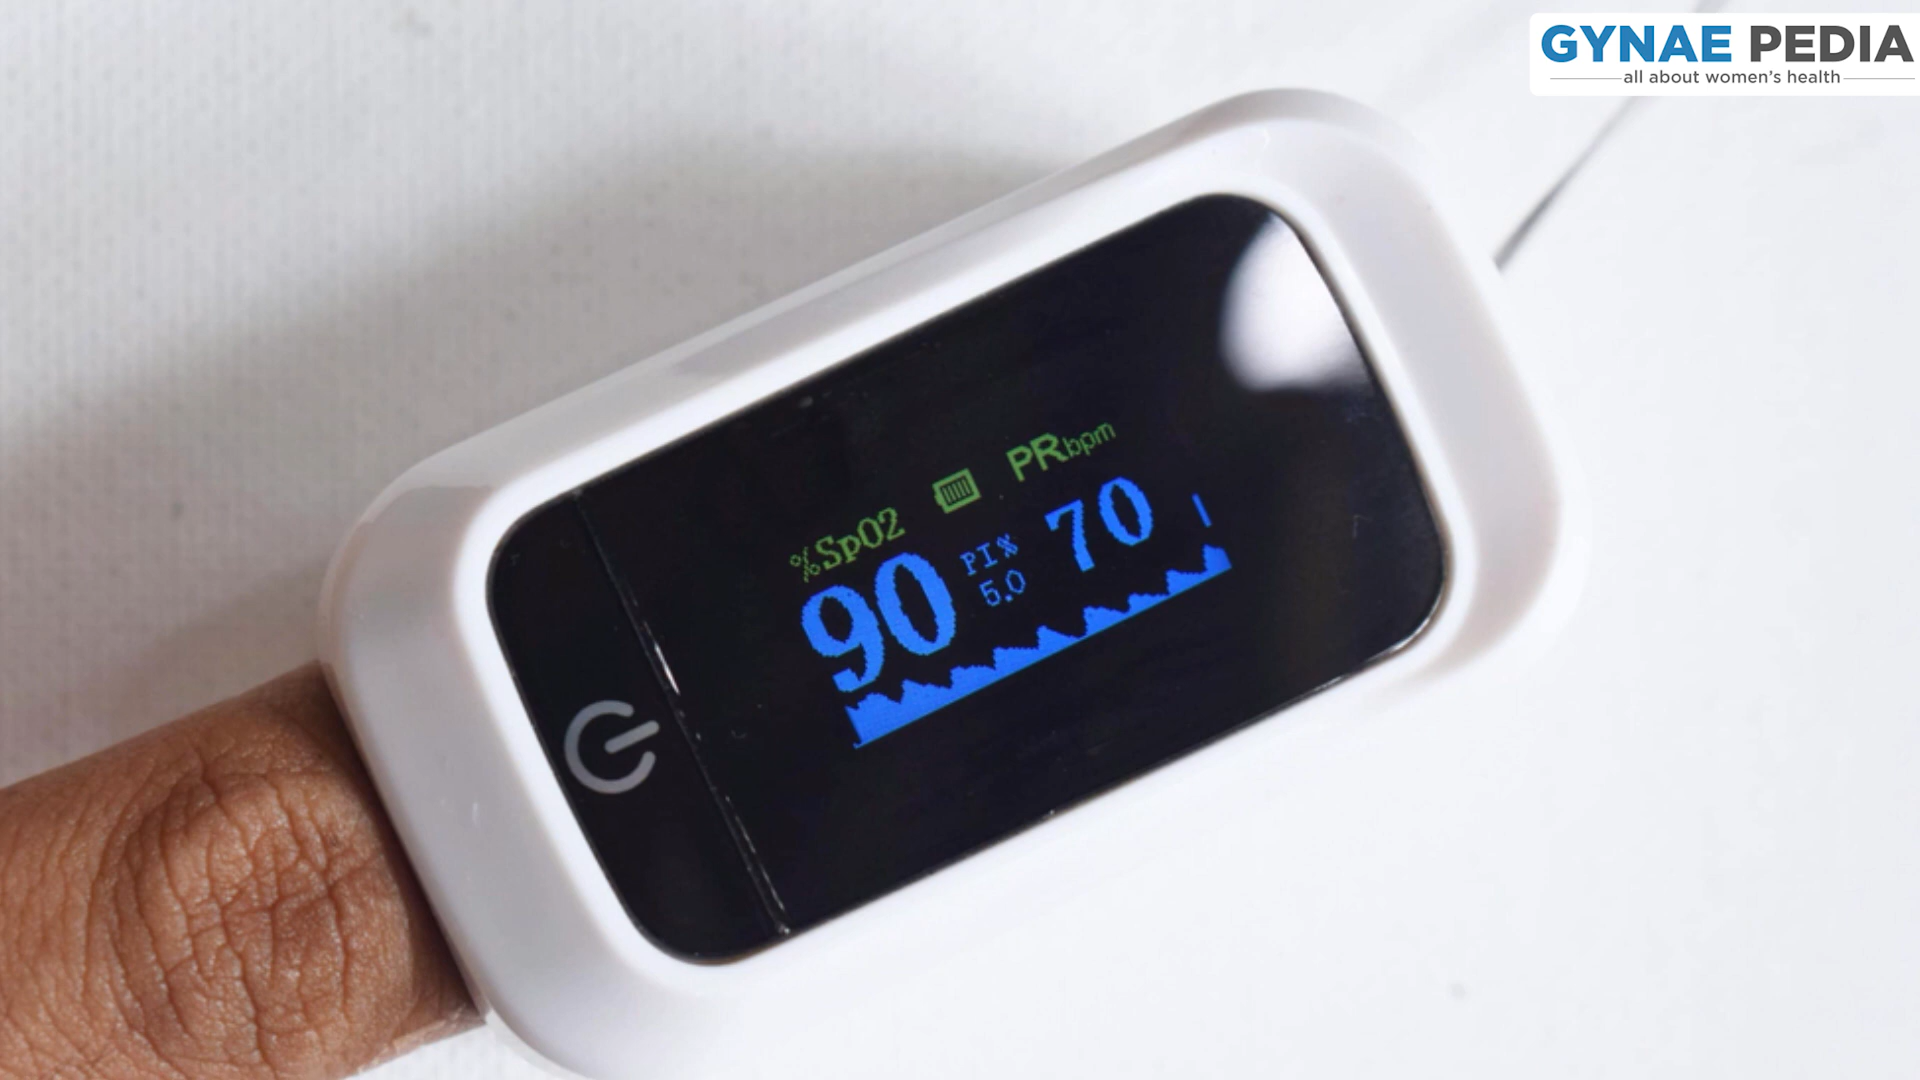 GYNAE PEDIA
all about women's health
%SpO2
PRbpm
90
PI%
5.0
70